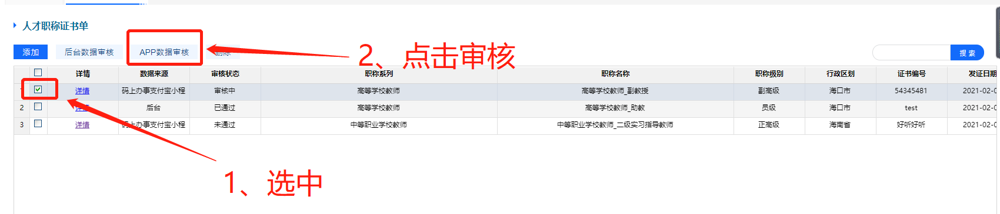 人才职称证书单
添加 后台数据审核 APP数据审核 删除 搜索
2、点击审核
详情 数据来源 审核状态 职称系列 职称名称 职称级别 行政区划 证书编号 发证日期
1 详情 码上办事支付宝小程 审核中 高等学校教师 高等学校教师_副教授 副高级 海口市 54345481 2021-02-0
2 详情 后台 已通过 高等学校教师 高等学校教师_助教 员级 海口市 test 2021-02-0
3 详情 码上办事支付宝小程 未通过 中等职业学校教师 中等职业学校教师_二级实习指导教师 正高级 海南省 好听好听 2021-02-0
1、选中